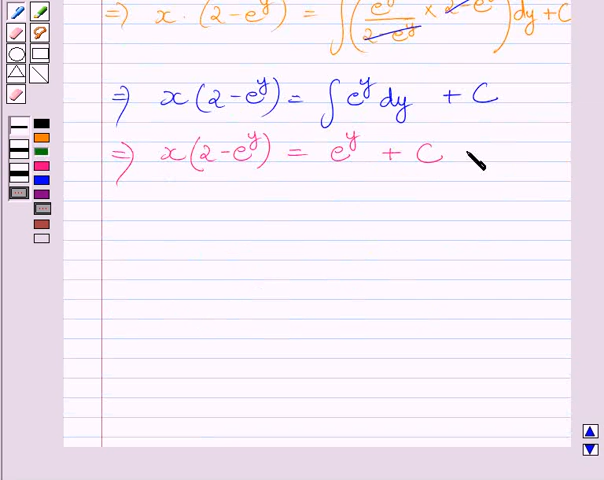 ⇒ x · (2 - e^y) = ∫(e^y/(2 - e^y) × 2 - e^y) dy + C
⇒ x(2 - e^y) = ∫ e^y dy + C
⇒ x(2 - e^y) = e^y + C